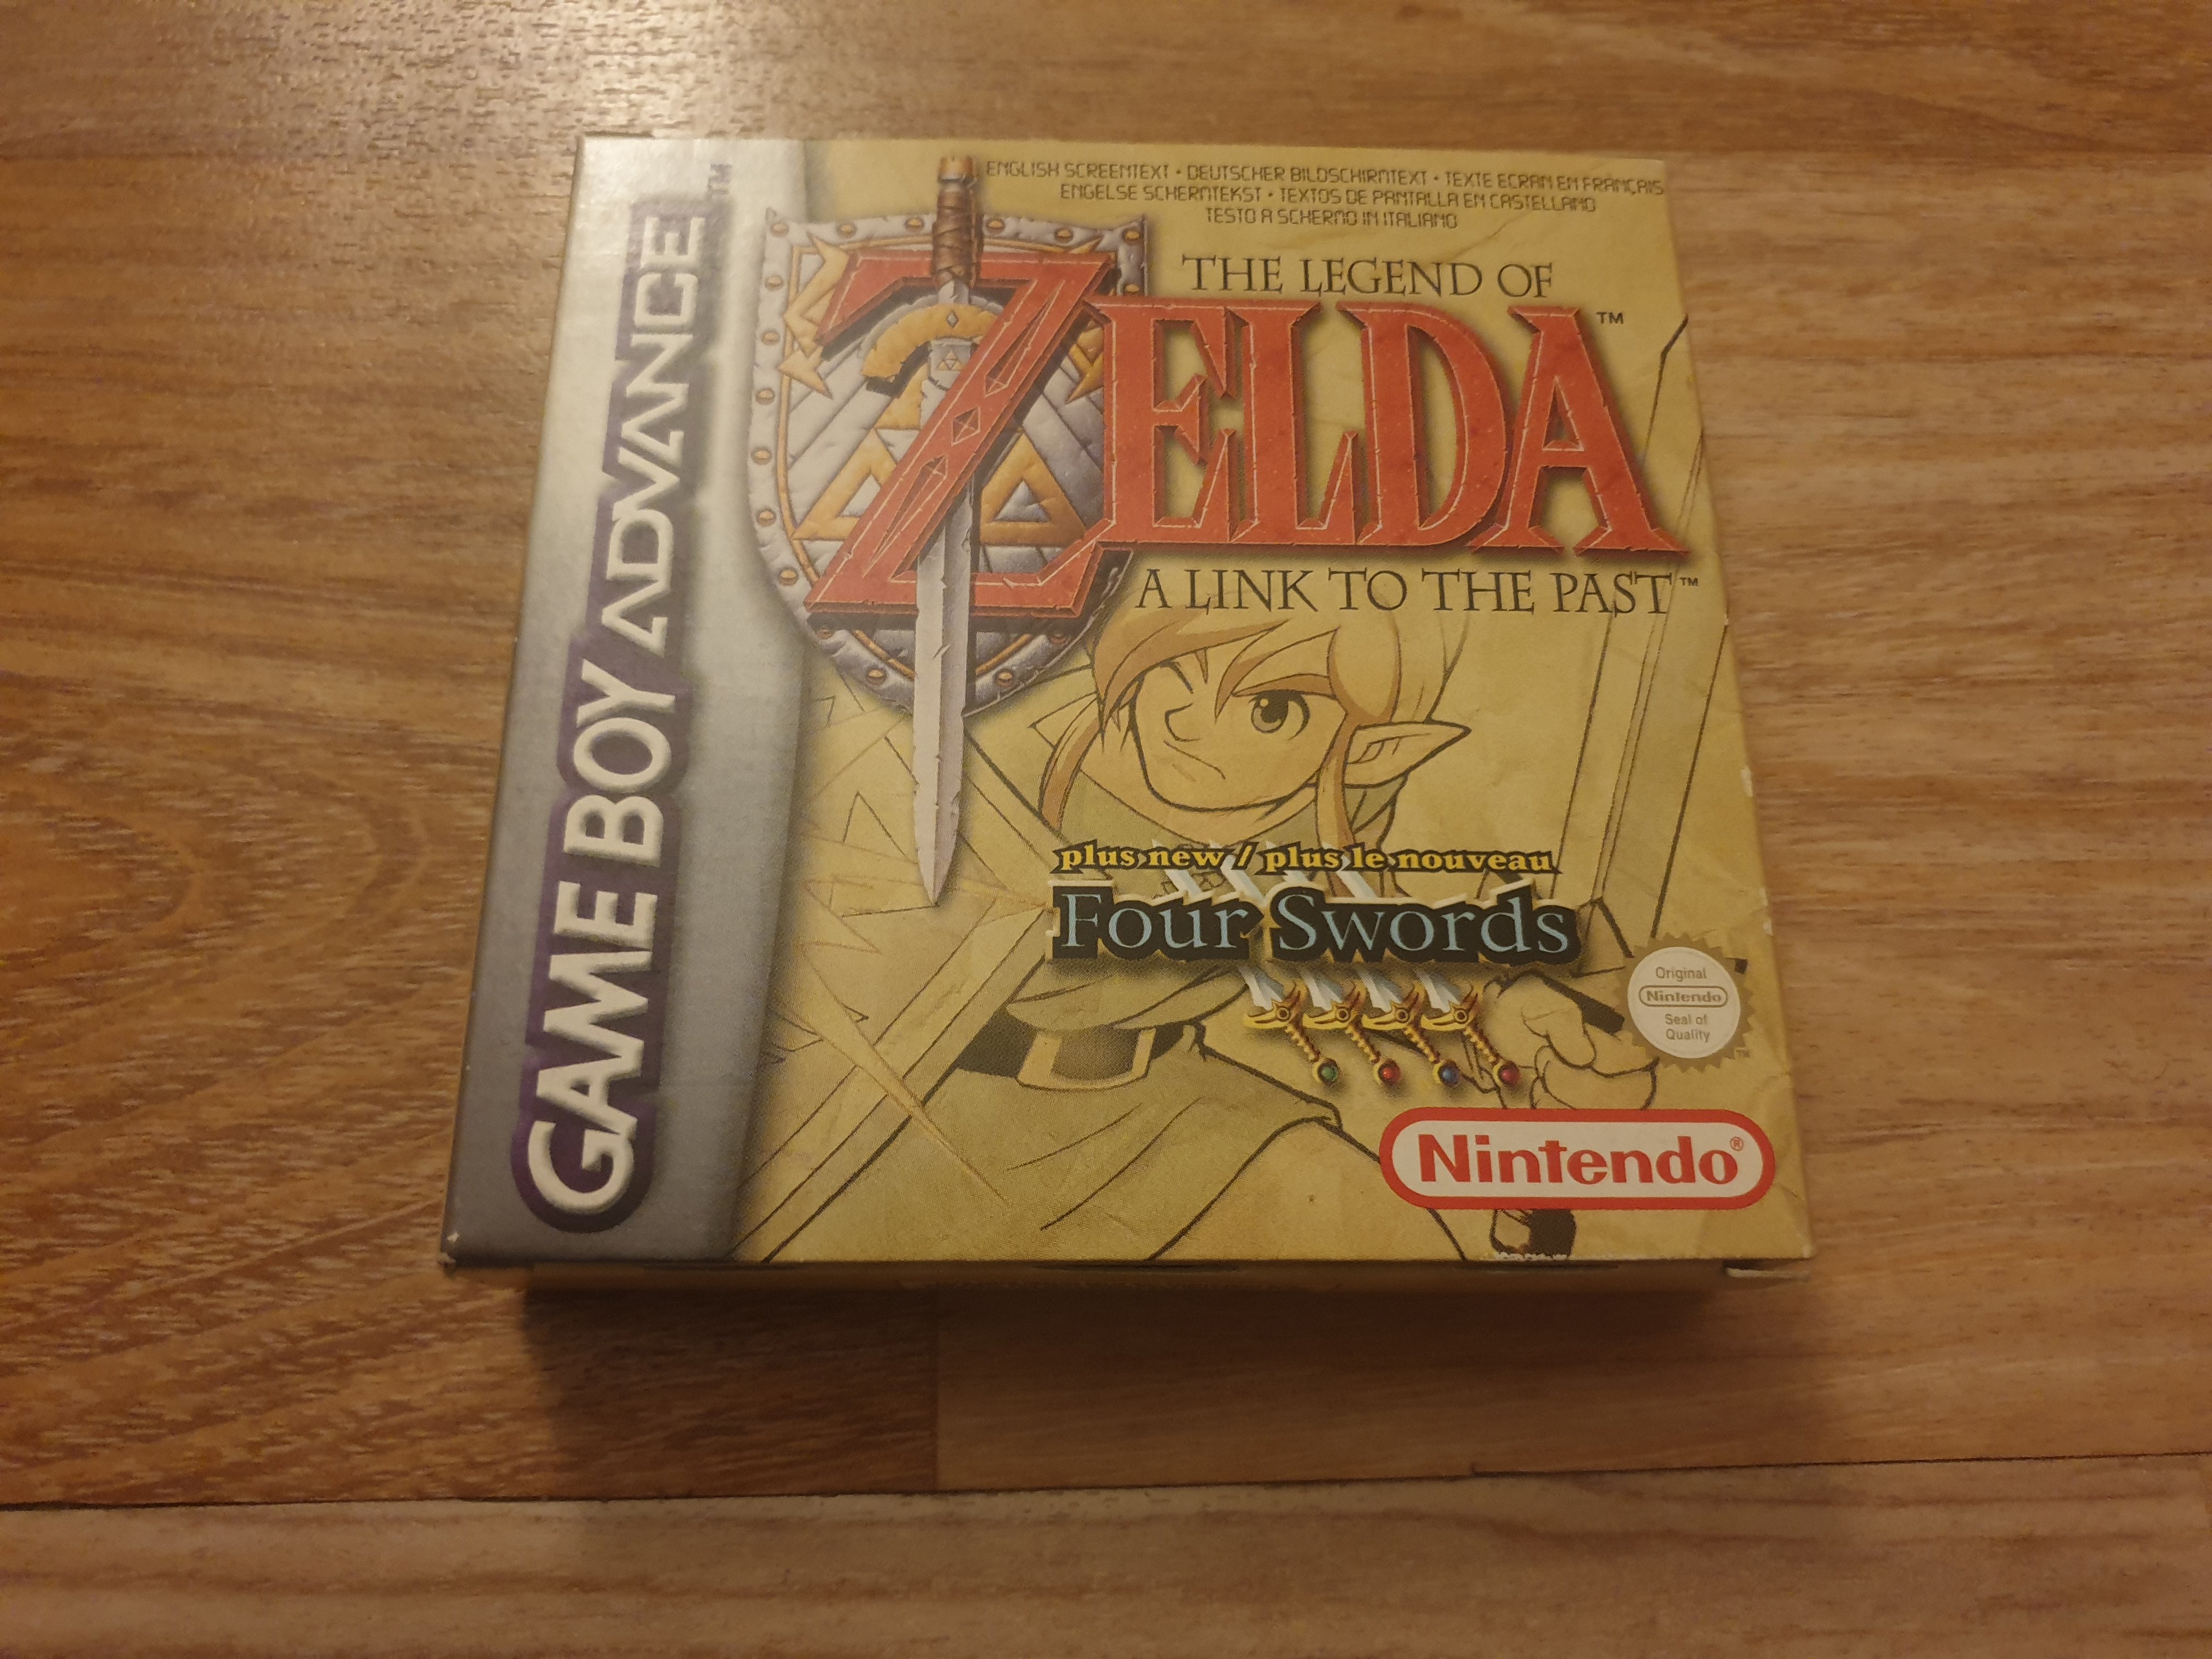 GAME BOY ADVANCE™
ENGLISH SCREENTEXT • DEUTSCHER BILDSCHIRMTEXT • TEXTE ECRAN EN FRANÇAIS
ENGELSE SCHERMTEKST • TEXTOS DE PANTALLA EN CASTELLANO
TESTO A SCHERMO IN ITALIANO
THE LEGEND OF
ZELDA™
A LINK TO THE PAST™
plus new / plus le nouveau
Four Swords
Original
Nintendo
Seal of
Quality
™
Nintendo®